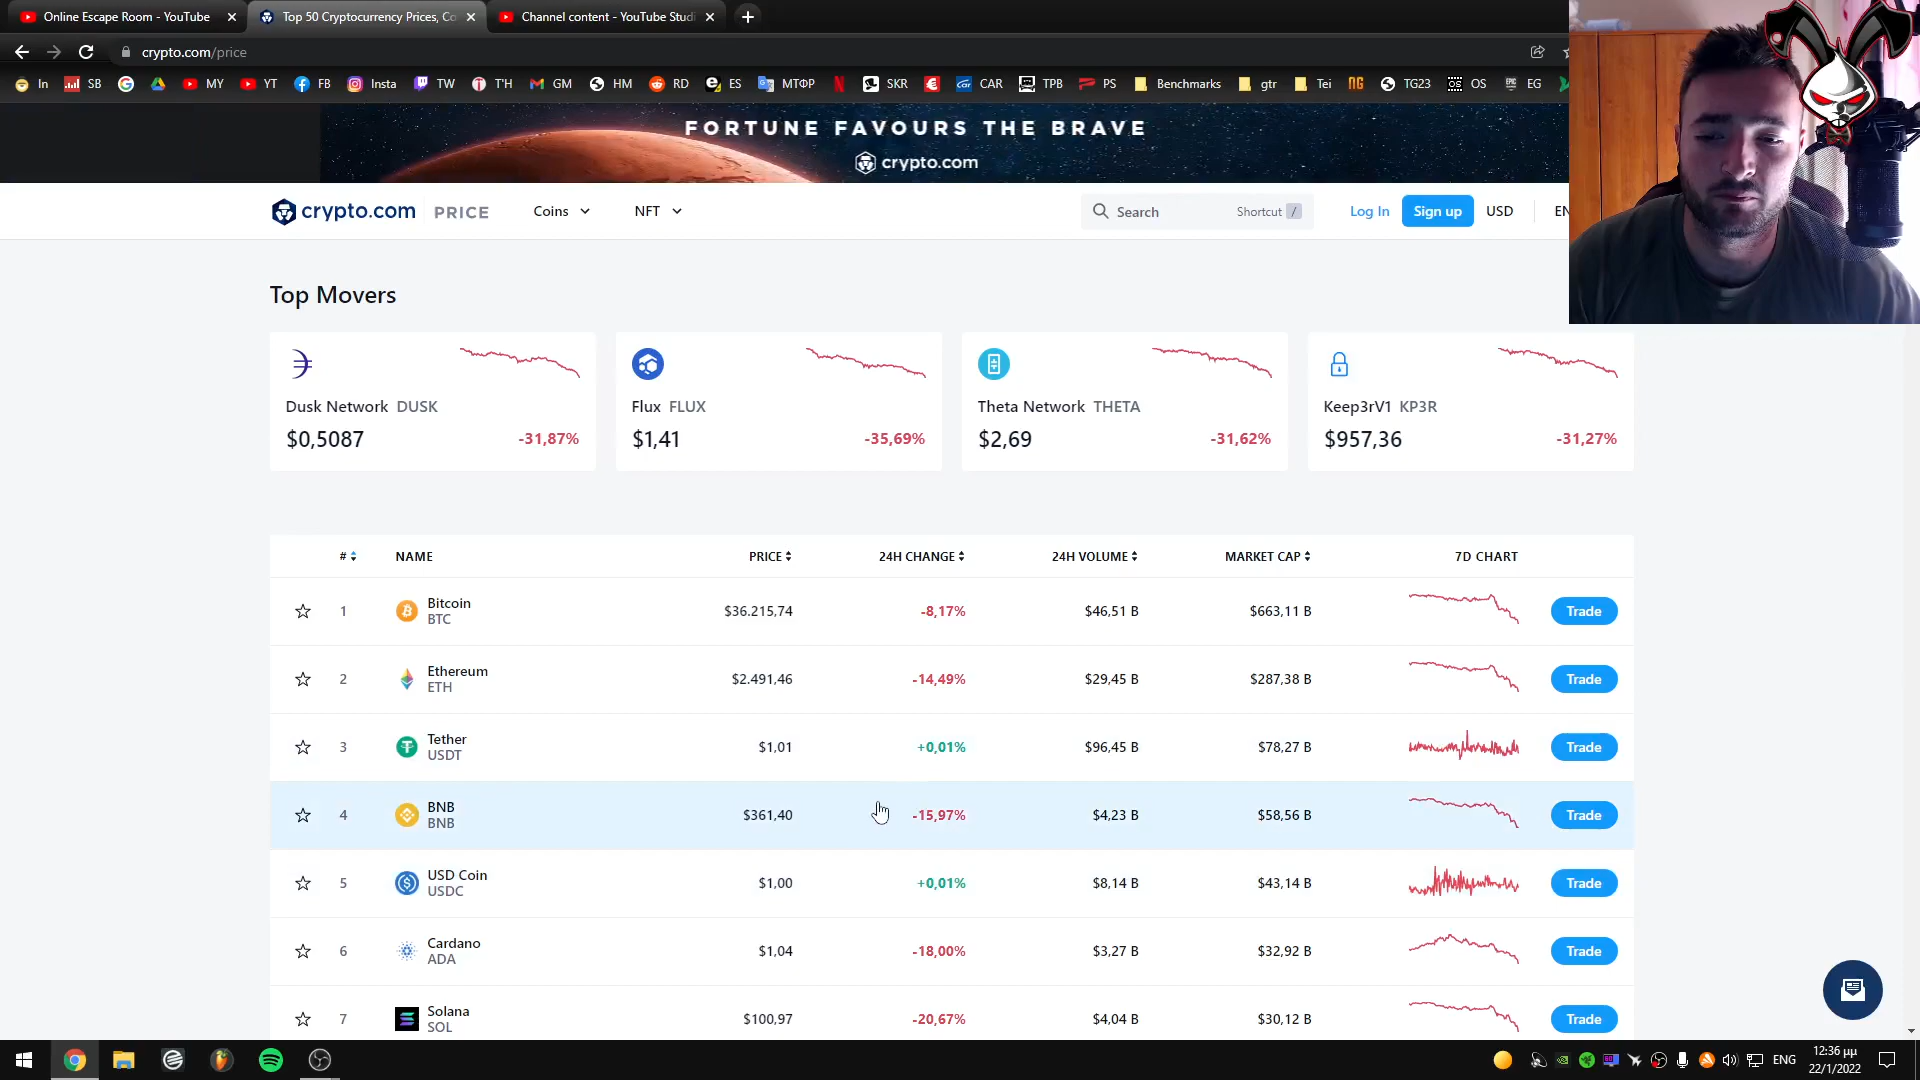 Online Escape Room - YouTube
Top 50 Cryptocurrency Prices, Co
Channel content - YouTube Studi
crypto.com/price
In SB MY YT FB Insta TW T'H GM HM RD ES МТФР SKR CAR TPB PS Benchmarks gtr Tei NG TG23 OS EG
FORTUNE FAVOURS THE BRAVE
crypto.com
crypto.com PRICE Coins NFT Search Shortcut / Log In Sign up USD EN
Top Movers
Dusk Network DUSK
$0,5087 -31,87%
Flux FLUX
$1,41 -35,69%
Theta Network THETA
$2,69 -31,62%
Keep3rV1 KP3R
$957,36 -31,27%
# NAME PRICE 24H CHANGE 24H VOLUME MARKET CAP 7D CHART
1 Bitcoin BTC $36.215,74 -8,17% $46,51 B $663,11 B Trade
2 Ethereum ETH $2.491,46 -14,49% $29,45 B $287,38 B Trade
3 Tether USDT $1,01 +0,01% $96,45 B $78,27 B Trade
4 BNB BNB $361,40 -15,97% $4,23 B $58,56 B Trade
5 USD Coin USDC $1,00 +0,01% $8,14 B $43,14 B Trade
6 Cardano ADA $1,04 -18,00% $3,27 B $32,92 B Trade
7 Solana SOL $100,97 -20,67% $4,04 B $30,12 B Trade
ENG
12:36 μμ
22/1/2022